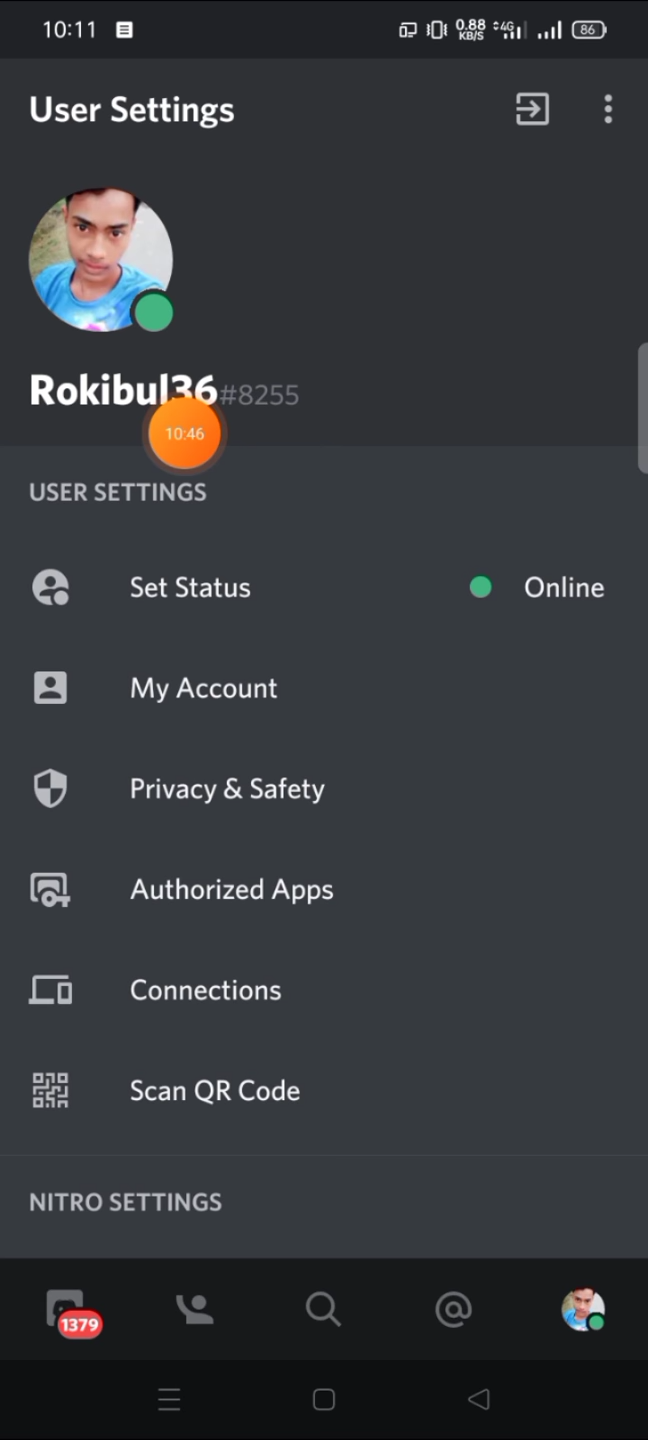 10:11
0.88
KB/S
4G
86
User Settings
Rokibul36#8255
10:46
USER SETTINGS
Set Status
Online
My Account
Privacy & Safety
Authorized Apps
Connections
Scan QR Code
NITRO SETTINGS
1379